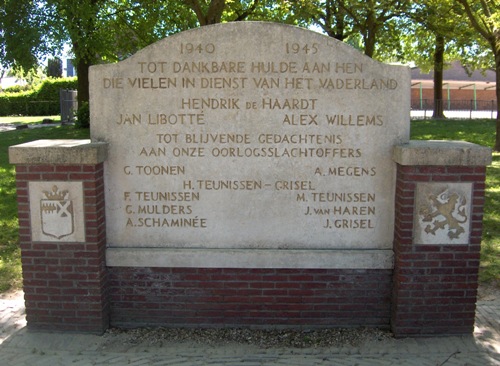 1940 1945
TOT DANKBARE HULDE AAN HEN
DIE VIELEN IN DIENST VAN HET VADERLAND
HENDRIK DE HAARDT
JAN LIBOTTÉ ALEX WILLEMS
TOT BLIJVENDE GEDACHTENIS
AAN ONZE OORLOGSSLACHTOFFERS
G. TOONEN A. MEGENS
H. TEUNISSEN-GRISEL
F. TEUNISSEN M. TEUNISSEN
G. MULDERS J. VAN HAREN
A. SCHAMINÉE J. GRISEL